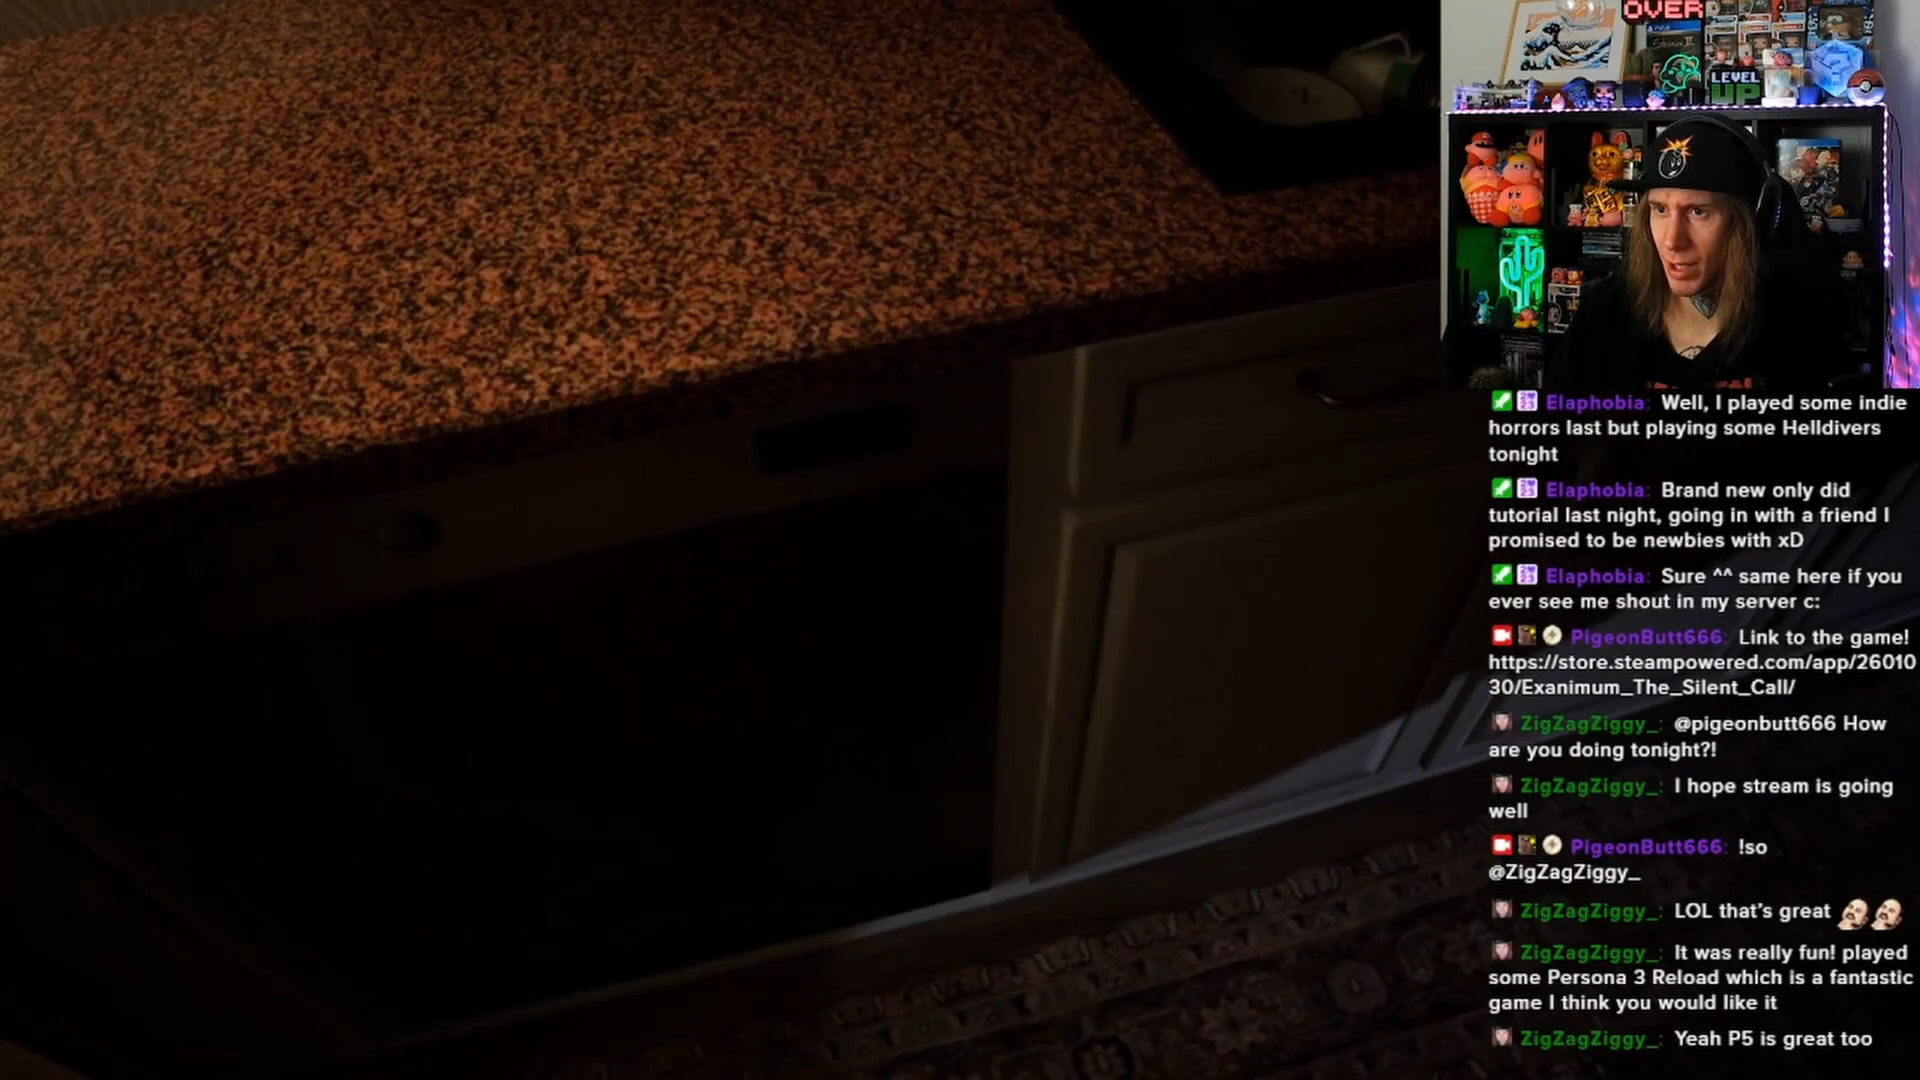 OVER
LEVEL
UP
Elaphobia: Well, I played some indie
horrors last but playing some Helldivers
tonight
Elaphobia: Brand new only did
tutorial last night, going in with a friend I
promised to be newbies with xD
Elaphobia: Sure ^^ same here if you
ever see me shout in my server c:
PigeonButt666: Link to the game!
https://store.steampowered.com/app/26010
30/Exanimum_The_Silent_Call/
ZigZagZiggy_: @pigeonbutt666 How
are you doing tonight?!
ZigZagZiggy_: I hope stream is going
well
PigeonButt666: !so
@ZigZagZiggy_
ZigZagZiggy_: LOL that's great
ZigZagZiggy_: It was really fun! played
some Persona 3 Reload which is a fantastic
game I think you would like it
ZigZagZiggy_: Yeah P5 is great too